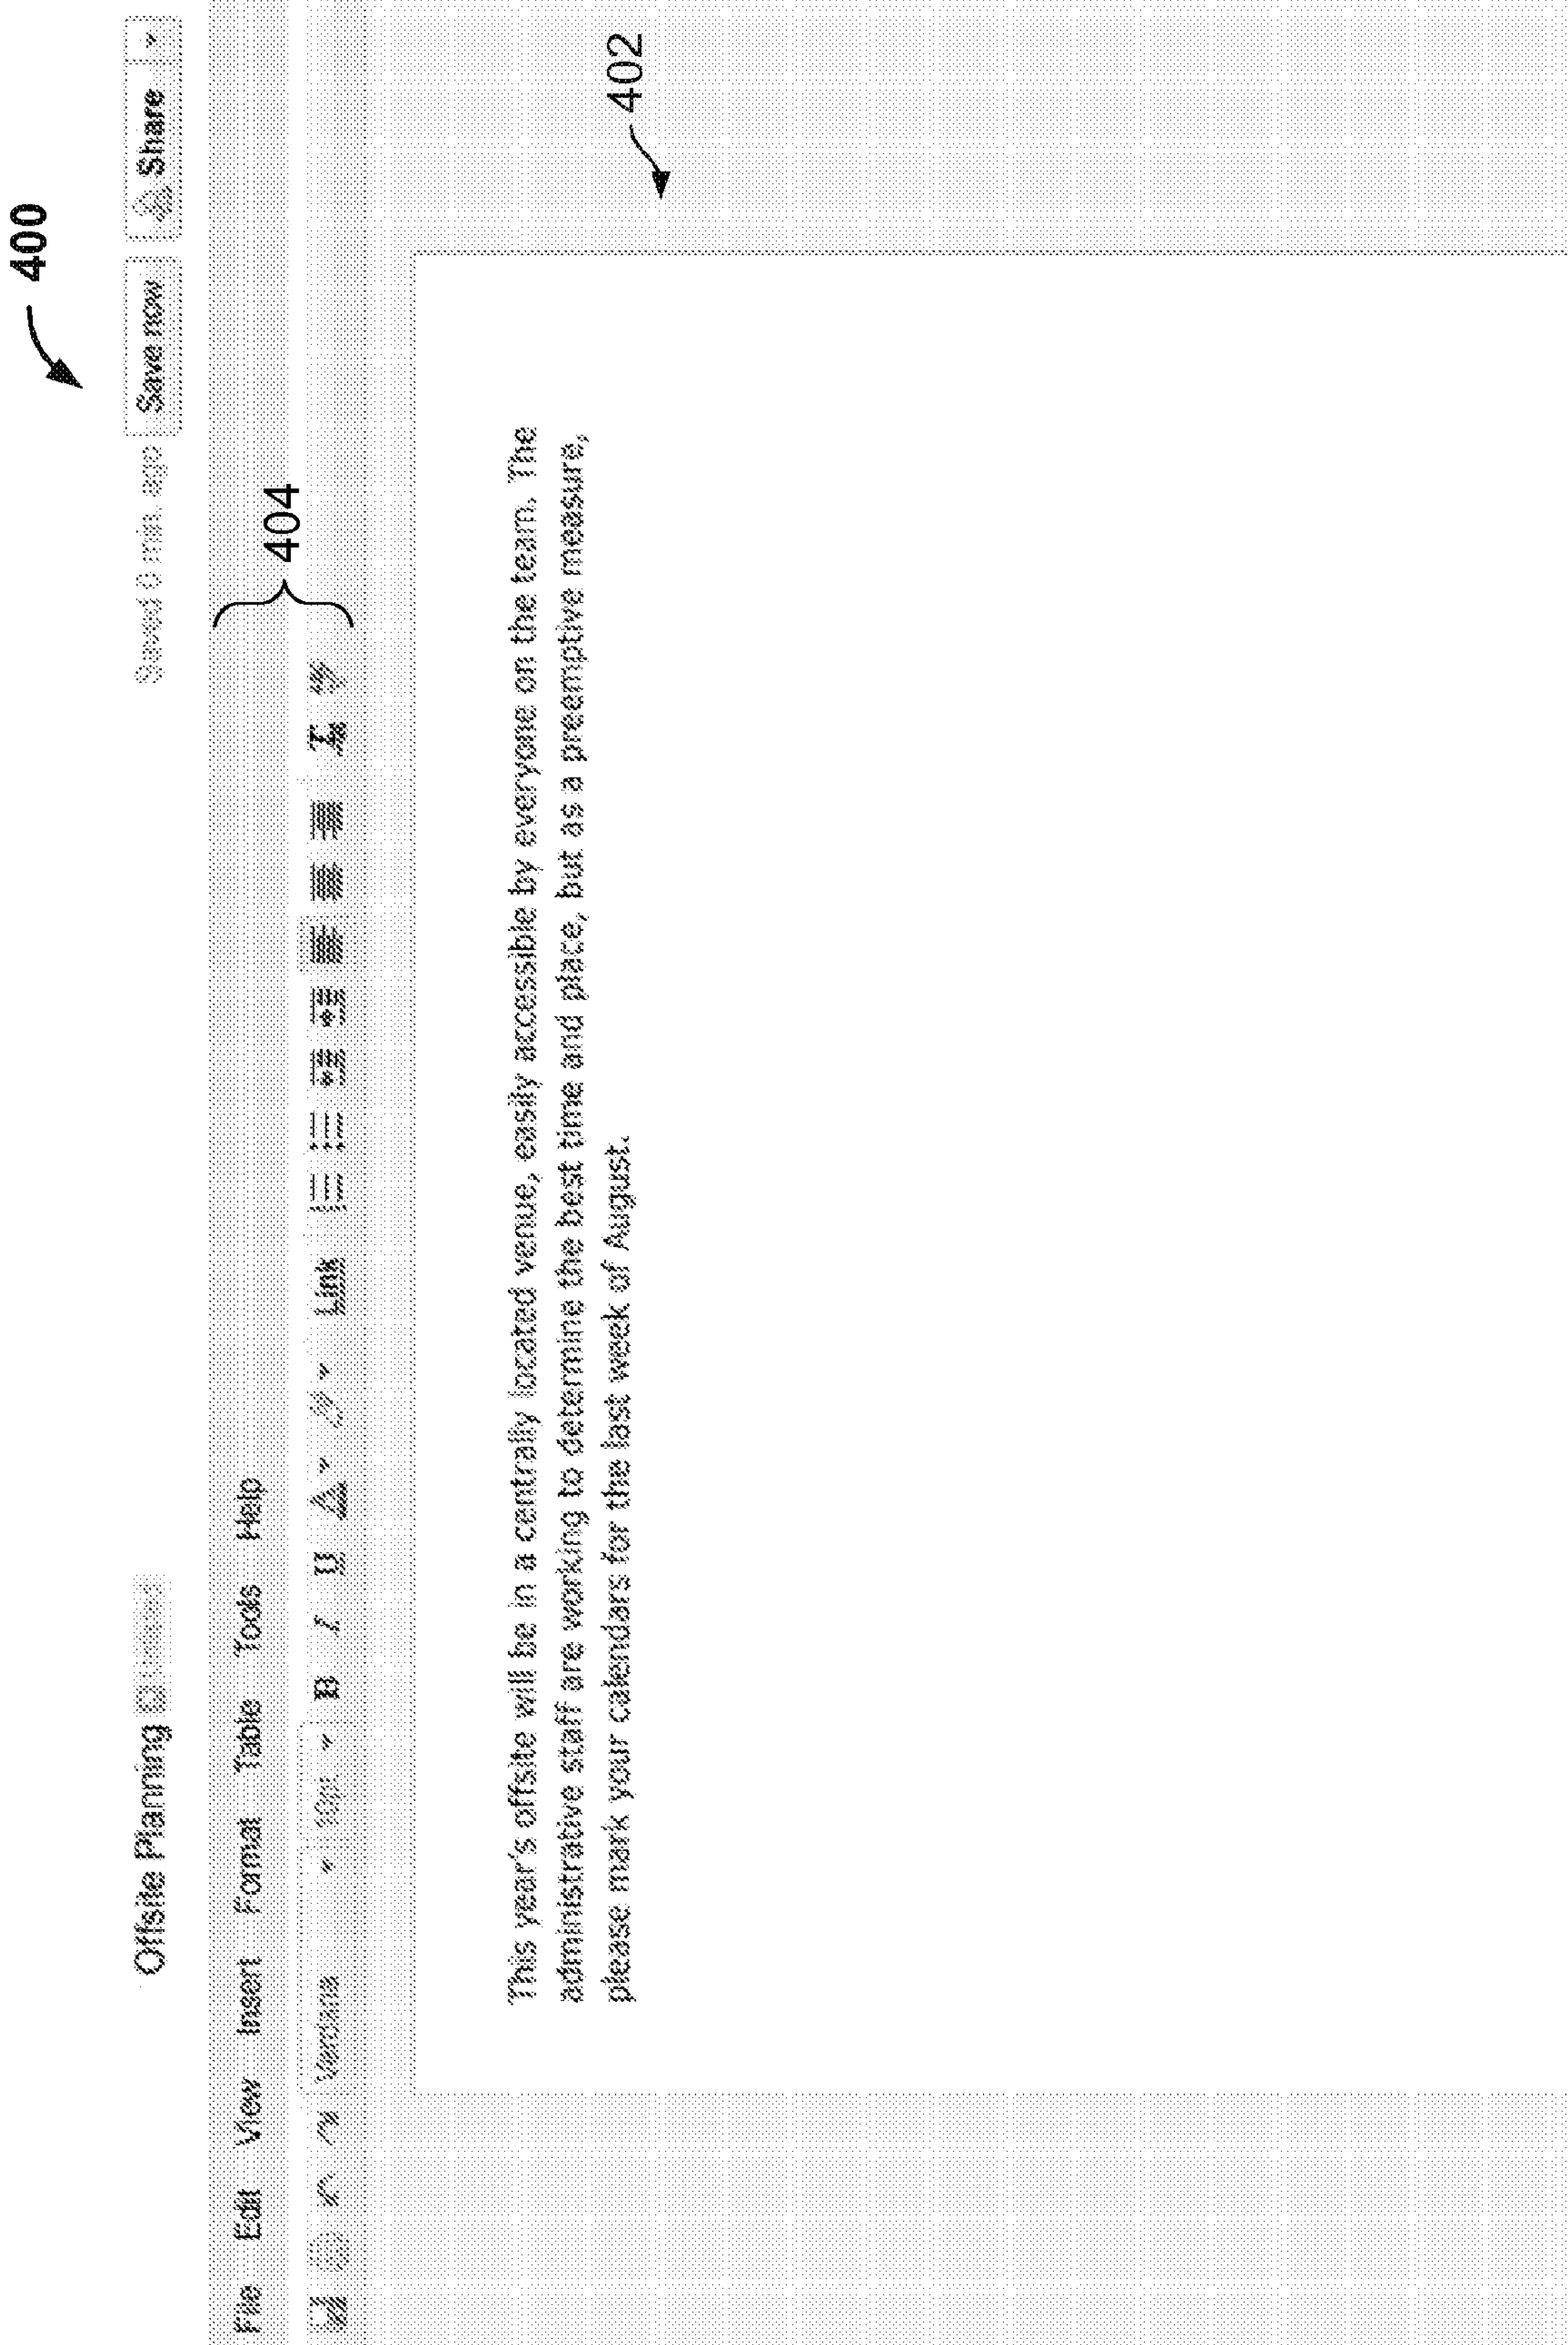 400
Offsite Planning
Saved 0 min. ago Save now Share
File Edit View Insert Format Table Tools Help
404
Verdana 10pt B I U A Link
402
This year's offsite will be in a centrally located venue, easily accessible by everyone on the team. The
administrative staff are working to determine the best time and place, but as a preemptive measure,
please mark your calendars for the last week of August.